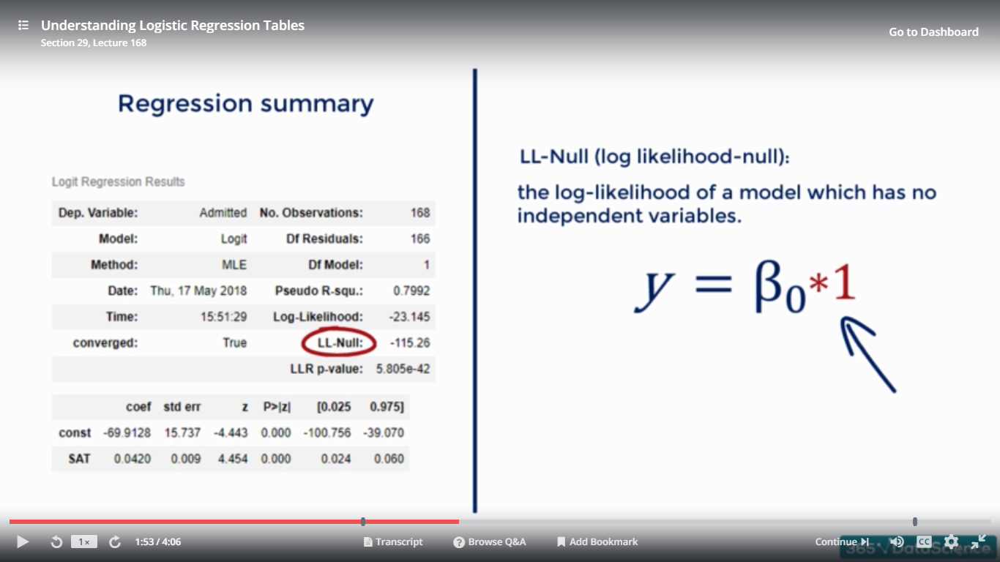 Understanding Logistic Regression Tables
Section 29, Lecture 168
Go to Dashboard
Regression summary
Logit Regression Results
Dep. Variable: Admitted No. Observations: 168
Model: Logit Df Residuals: 166
Method: MLE Df Model: 1
Date: Thu, 17 May 2018 Pseudo R-squ.: 0.7992
Time: 15:51:29 Log-Likelihood: -23.145
converged: True LL-Null: -115.26
LLR p-value: 5.805e-42
coef std err z P>|z| [0.025 0.975]
const -69.9128 15.737 -4.443 0.000 -100.756 -39.070
SAT 0.0420 0.009 4.454 0.000 0.024 0.060
LL-Null (log likelihood-null):
the log-likelihood of a model which has no
independent variables.
y = β₀*1
1× 1:53 / 4:06 Transcript Browse Q&A Add Bookmark Continue CC
365√DataScience